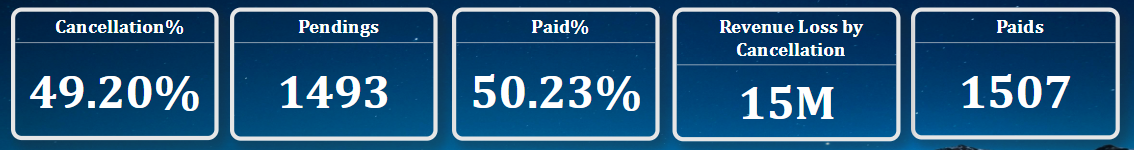 Cancellation%
49.20%
Pendings
1493
Paid%
50.23%
Revenue Loss by
Cancellation
15M
Paids
1507